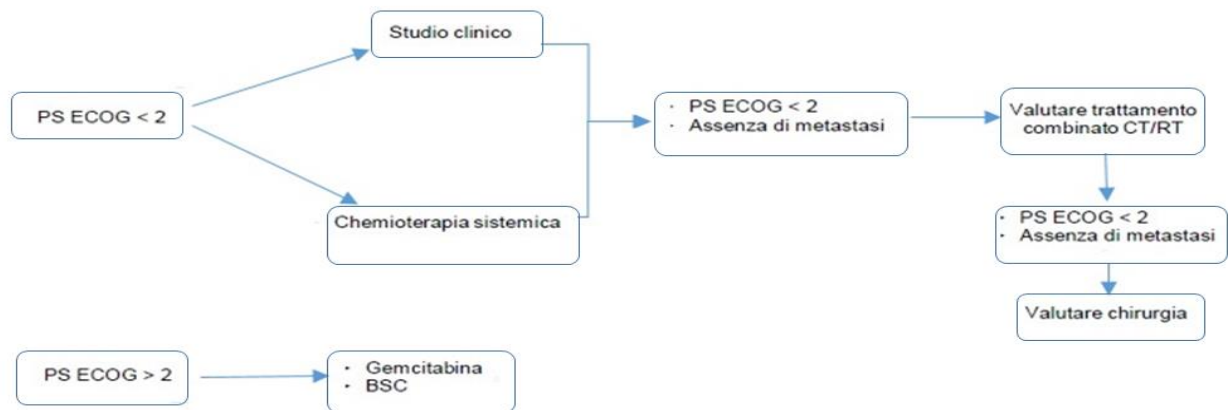 Studio clinico
PS ECOG < 2
· PS ECOG < 2
· Assenza di metastasi
Valutare trattamento
combinato CT/RT
Chemioterapia sistemica
· PS ECOG < 2
· Assenza di metastasi
Valutare chirurgia
PS ECOG > 2
· Gemcitabina
· BSC